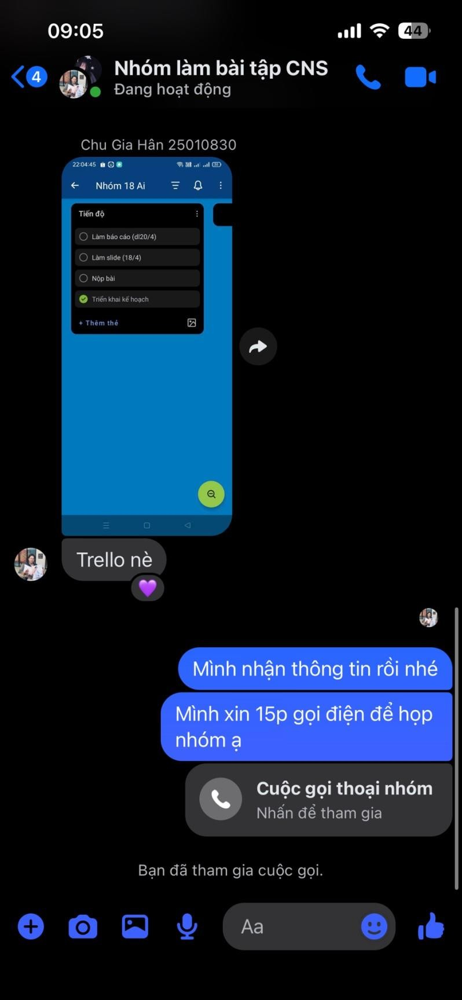 09:05
44
4
Nhóm làm bài tập CNS
Đang hoạt động
Chu Gia Hân 25010830
22:04:45
Nhóm 18 Ai
Tiến độ
Làm báo cáo (dl20/4)
Làm slide (18/4)
Nộp bài
Triển khai kế hoạch
+ Thêm thẻ
Trello nè
Mình nhận thông tin rồi nhé
Mình xin 15p gọi điện để họp
nhóm ạ
Cuộc gọi thoại nhóm
Nhấn để tham gia
Bạn đã tham gia cuộc gọi.
Aa